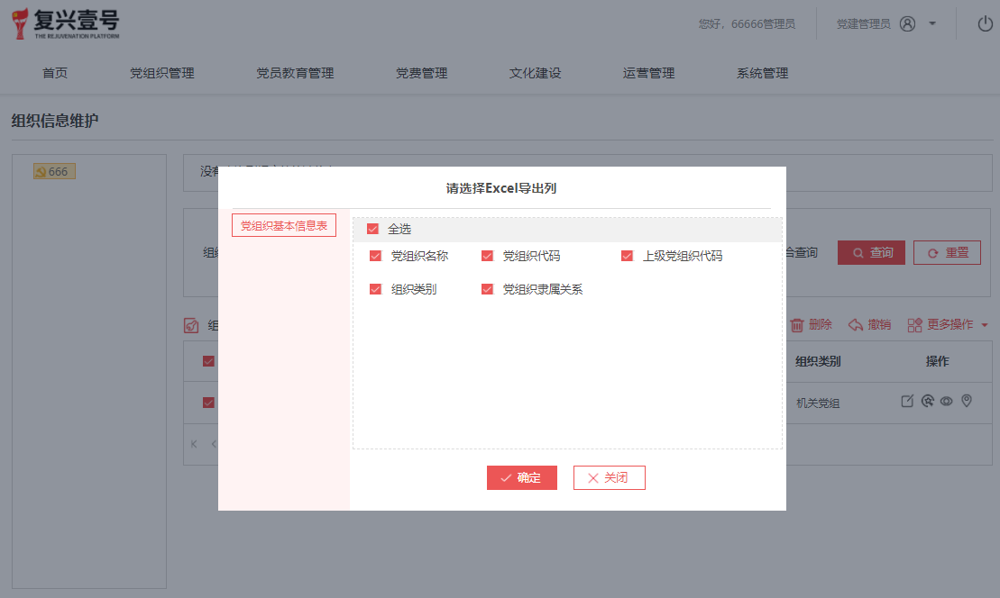 复兴壹号
THE REJUVENATION PLATFORM
您好，66666管理员
党建管理员
首页 党组织管理 党员教育管理 党费管理 文化建设 运营管理 系统管理
组织信息维护
666
没有
请选择Excel导出列
党组织基本信息表
全选
党组织名称 党组织代码 上级党组织代码
组织类别 党组织隶属关系
组 查询 查询 重置
组 删除 撤销 更多操作
组织类别 操作
机关党组
确定 关闭